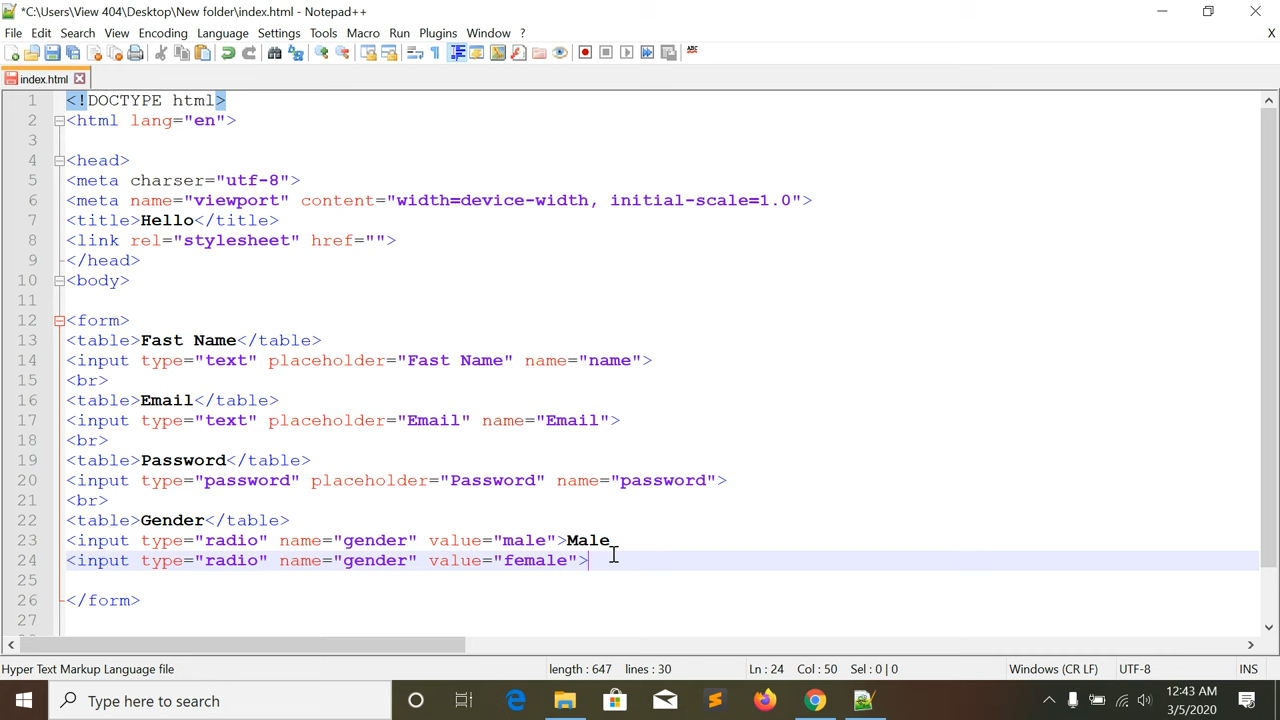 *C:\Users\View 404\Desktop\New folder\index.html - Notepad++
File Edit Search View Encoding Language Settings Tools Macro Run Plugins Window ? X
ABC
index.html
1 <!DOCTYPE html>
2 <html lang="en">
3
4 <head>
5 <meta charser="utf-8">
6 <meta name="viewport" content="width=device-width, initial-scale=1.0">
7 <title>Hello</title>
8 <link rel="stylesheet" href="">
9 </head>
10 <body>
11
12 <form>
13 <table>Fast Name</table>
14 <input type="text" placeholder="Fast Name" name="name">
15 <br>
16 <table>Email</table>
17 <input type="text" placeholder="Email" name="Email">
18 <br>
19 <table>Password</table>
20 <input type="password" placeholder="Password" name="password">
21 <br>
22 <table>Gender</table>
23 <input type="radio" name="gender" value="male">Male
24 <input type="radio" name="gender" value="female">
25
26 </form>
27
Hyper Text Markup Language file length : 647 lines : 30 Ln : 24 Col : 50 Sel : 0 | 0 Windows (CR LF) UTF-8 INS
Type here to search
12:43 AM
3/5/2020